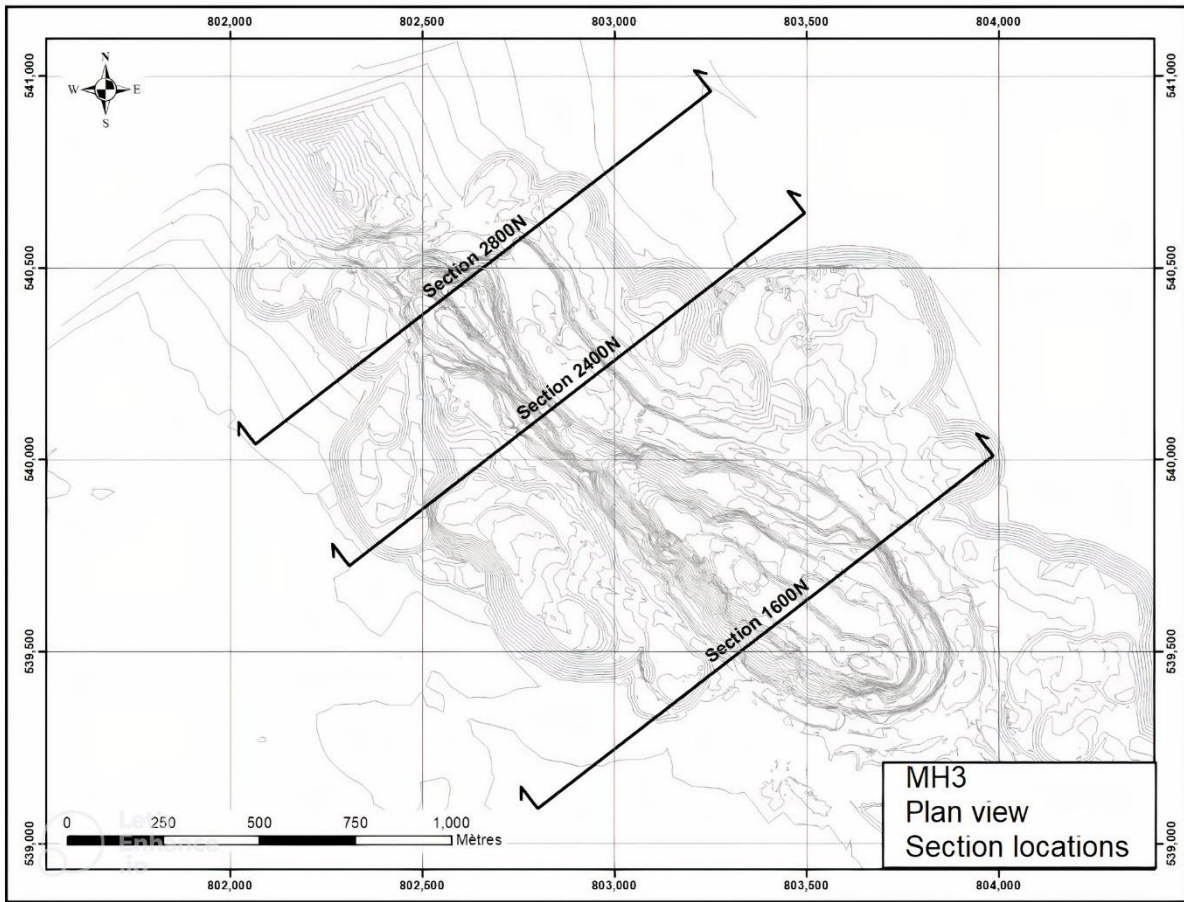 802,000 802,500 803,000 803,500 804,000
N
W E
S
541,000 541,000
Section 2800N
540,500 540,500
Section 2400N
540,000 540,000
Section 1600N
539,500 539,500
MH3
Plan view
Section locations
0 250 500 750 1,000
Mètres
Let's
Enhance
.io
539,000 539,000
802,000 802,500 803,000 803,500 804,000